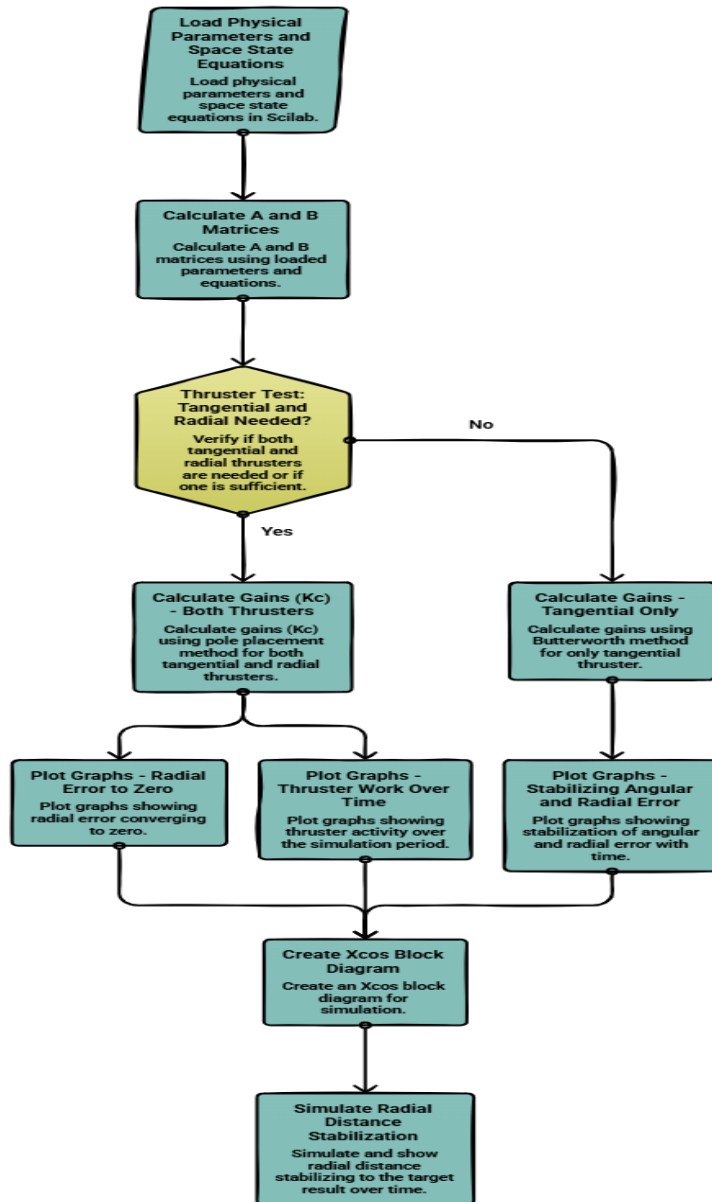 Load Physical
Parameters and
Space State
Equations
Load physical
parameters and
space state
equations in Scilab.
Calculate A and B
Matrices
Calculate A and B
matrices using loaded
parameters and
equations.
Thruster Test:
Tangential and
Radial Needed?
Verify if both
tangential and
radial thrusters
are needed or if
one is sufficient.
No
Yes
Calculate Gains (Kc)
- Both Thrusters
Calculate gains (Kc)
using pole placement
method for both
tangential and radial
thrusters.
Calculate Gains -
Tangential Only
Calculate gains using
Butterworth method
for only tangential
thruster.
Plot Graphs - Radial
Error to Zero
Plot graphs showing
radial error converging
to zero.
Plot Graphs -
Thruster Work Over
Time
Plot graphs showing
thruster activity over
the simulation period.
Plot Graphs -
Stabilizing Angular
and Radial Error
Plot graphs showing
stabilization of angular
and radial error with
time.
Create Xcos Block
Diagram
Create an Xcos block
diagram for
simulation.
Simulate Radial
Distance
Stabilization
Simulate and show
radial distance
stabilizing to the target
result over time.